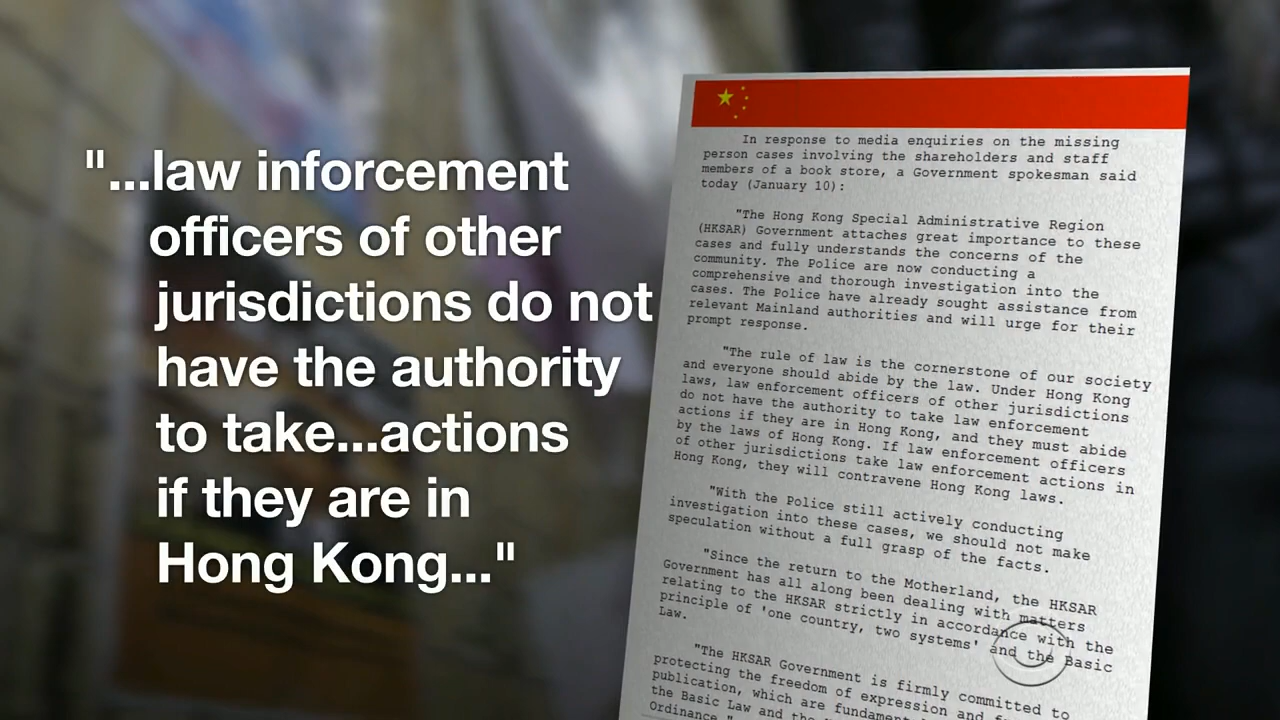 "...law inforcement
officers of other
jurisdictions do not
have the authority
to take...actions
if they are in
Hong Kong..."
In response to media enquiries on the missing
person cases involving the shareholders and staff
members of a book store, a Government spokesman said
today (January 10):
"The Hong Kong Special Administrative Region
(HKSAR) Government attaches great importance to these
cases and fully understands the concerns of the
community. The Police are now conducting a
comprehensive and thorough investigation into the
cases. The Police have already sought assistance from
relevant Mainland authorities and will urge for their
prompt response.
"The rule of law is the cornerstone of our society
and everyone should abide by the law. Under Hong Kong
laws, law enforcement officers of other jurisdictions
do not have the authority to take law enforcement
actions if they are in Hong Kong, and they must abide
by the laws of Hong Kong. If law enforcement officers
of other jurisdictions take law enforcement actions in
Hong Kong, they will contravene Hong Kong laws.
"With the Police still actively conducting
investigation into these cases, we should not make
speculation without a full grasp of the facts.
"Since the return to the Motherland, the HKSAR
Government has all along been dealing with matters
relating to the HKSAR strictly in accordance with the
principle of 'one country, two systems' and the Basic
Law.
"The HKSAR Government is firmly committed to
protecting the freedom of expression and
publication, which are
the Basic Law and the
Ordinance."